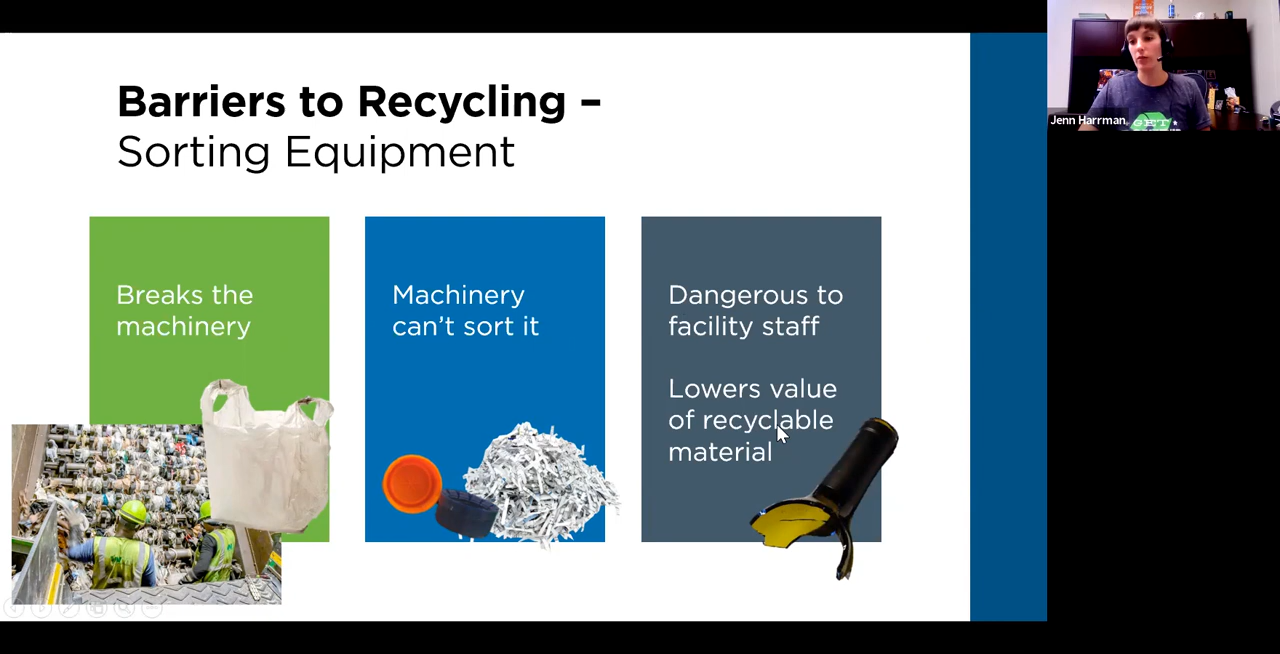 Barriers to Recycling –
Sorting Equipment
Breaks the
machinery
Machinery
can’t sort it
Dangerous to
facility staff
Lowers value
of recyclable
material
Jenn Harrman
GET